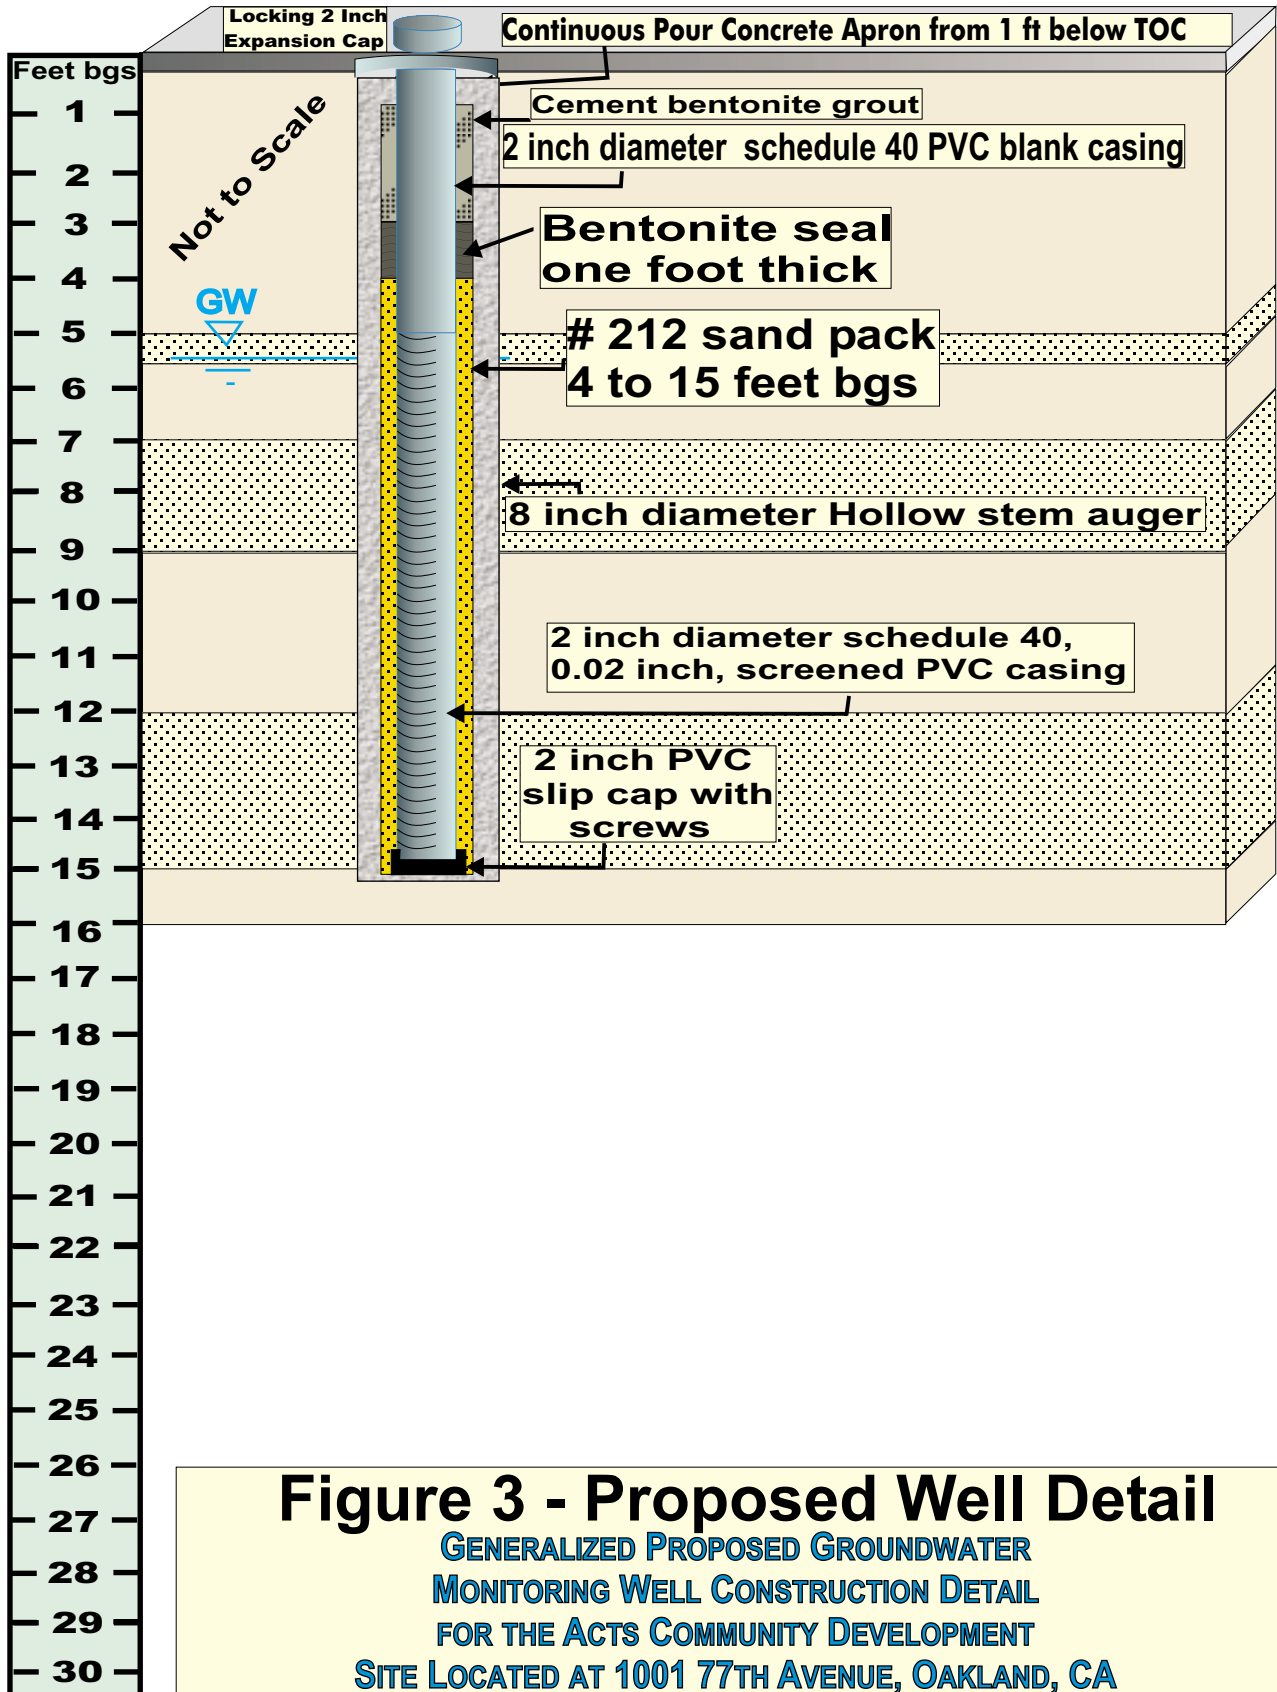 Locking 2 Inch
Expansion Cap
Continuous Pour Concrete Apron from 1 ft below TOC
Feet bgs
Cement bentonite grout
2 inch diameter schedule 40 PVC blank casing
Not to Scale
Bentonite seal
one foot thick
GW
# 212 sand pack
4 to 15 feet bgs
8 inch diameter Hollow stem auger
2 inch diameter schedule 40,
0.02 inch, screened PVC casing
2 inch PVC
slip cap with
screws
1
2
3
4
5
6
7
8
9
10
11
12
13
14
15
16
17
18
19
20
21
22
23
24
25
26
27
28
29
30
Figure 3 - Proposed Well Detail
GENERALIZED PROPOSED GROUNDWATER
MONITORING WELL CONSTRUCTION DETAIL
FOR THE ACTS COMMUNITY DEVELOPMENT
SITE LOCATED AT 1001 77TH AVENUE, OAKLAND, CA